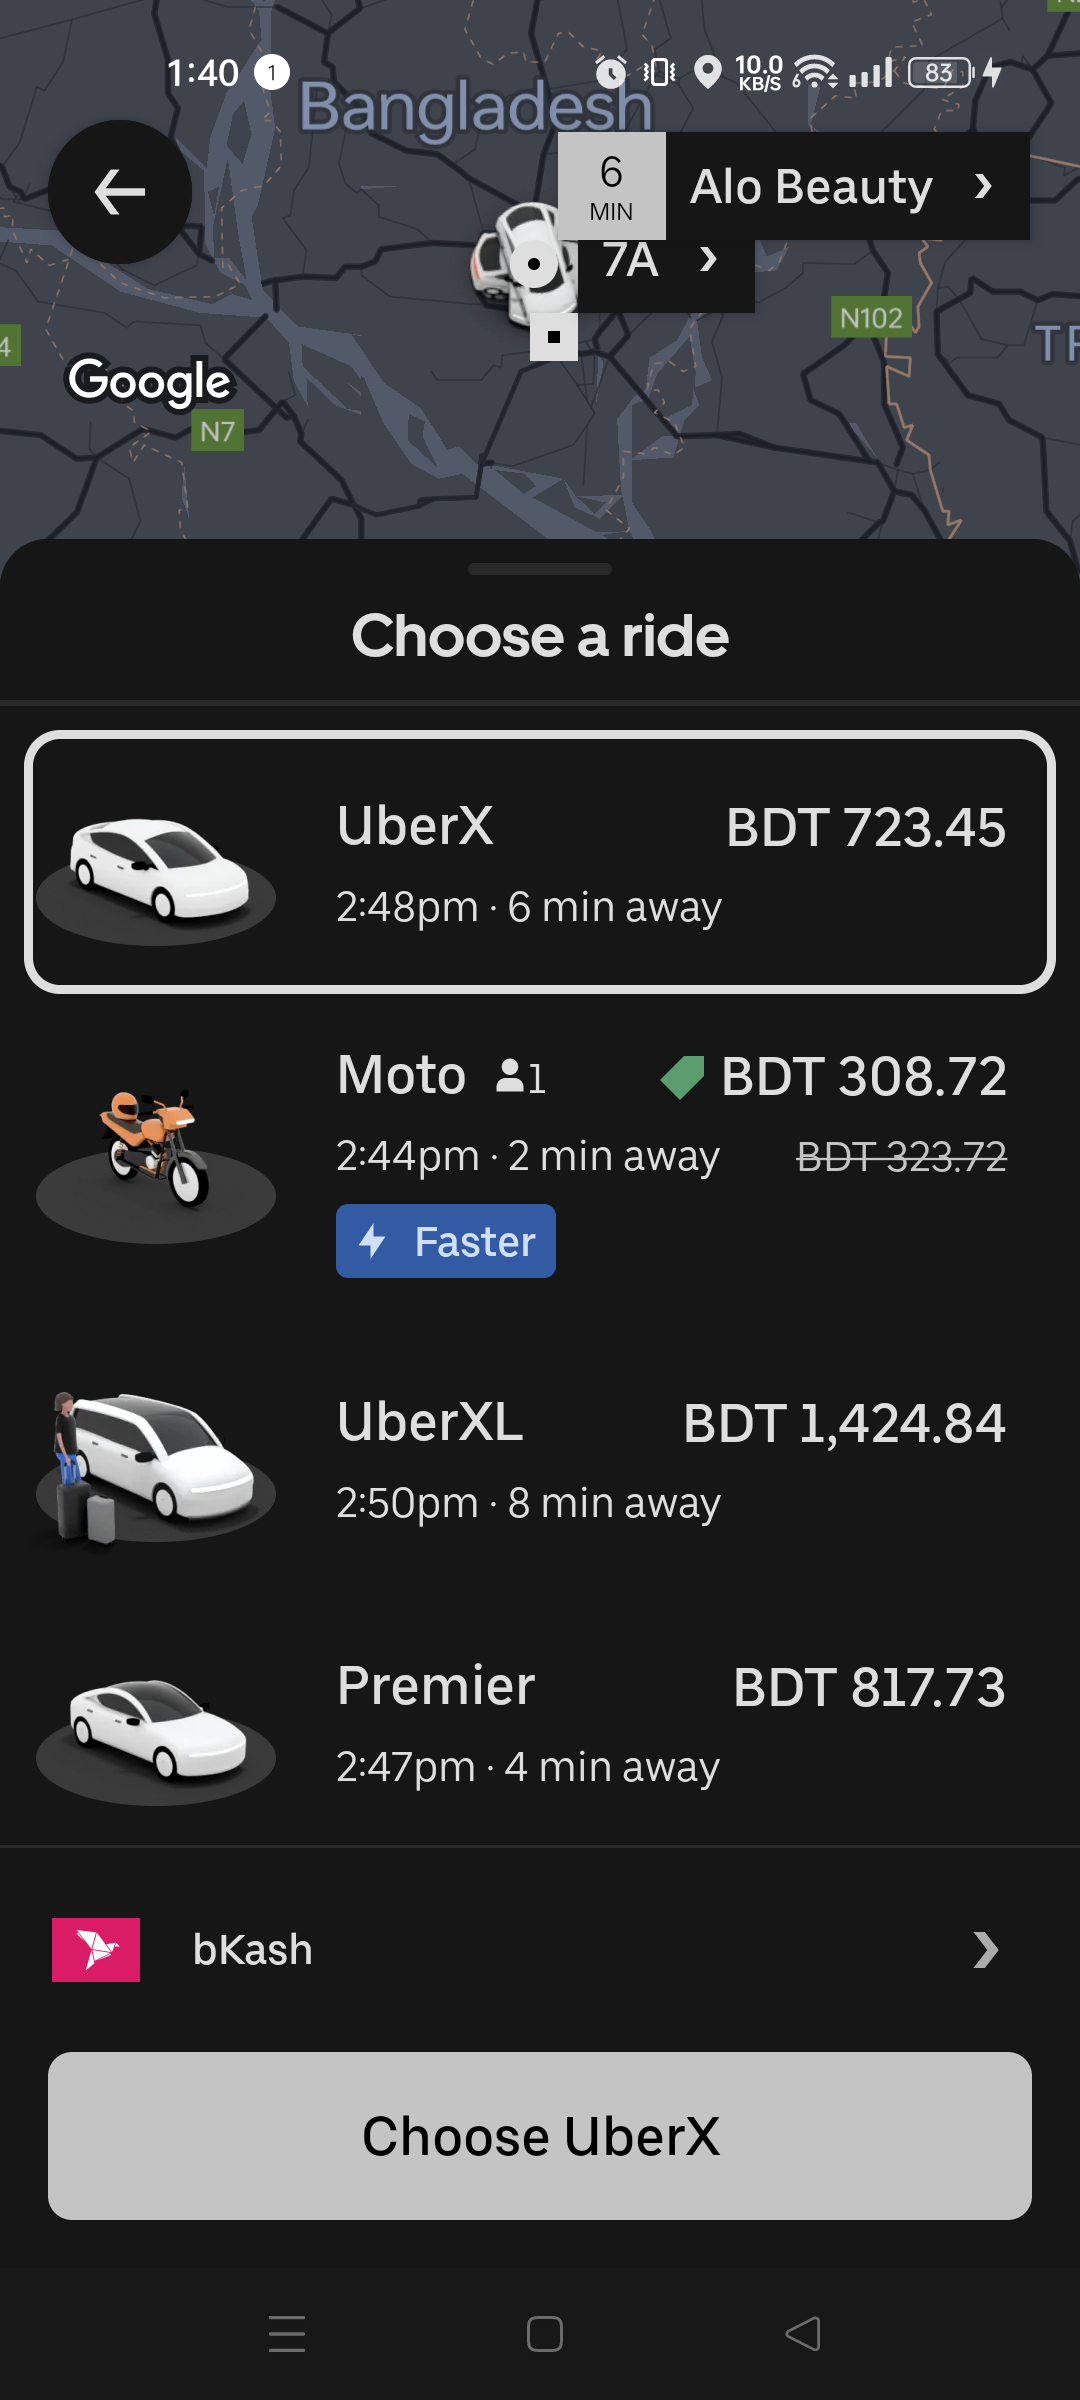 1:40
1
10.0
KB/S
6
83
Bangladesh
6
MIN
Alo Beauty
7A
N102
4
Google
N7
Choose a ride
UberX
BDT 723.45
2:48pm · 6 min away
Moto
1
BDT 308.72
2:44pm · 2 min away
BDT 323.72
Faster
UberXL
BDT 1,424.84
2:50pm · 8 min away
Premier
BDT 817.73
2:47pm · 4 min away
bKash
Choose UberX